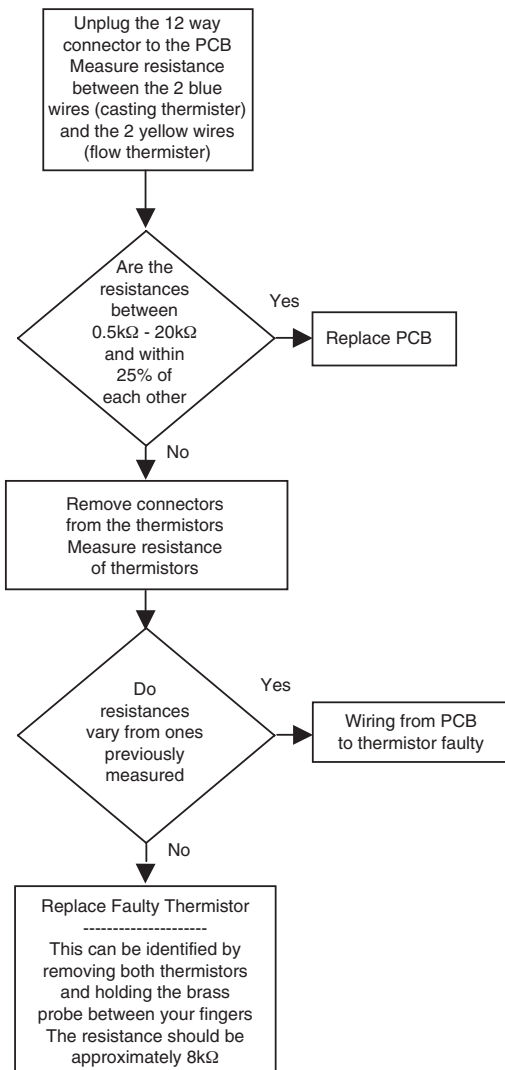 Unplug the 12 way
connector to the PCB
Measure resistance
between the 2 blue
wires (casting thermister)
and the 2 yellow wires
(flow thermister)
Are the
resistances
between
0.5kΩ - 20kΩ
and within
25% of
each other
Yes
Replace PCB
No
Remove connectors
from the thermistors
Measure resistance
of thermistors
Do
resistances
vary from ones
previously
measured
Yes
Wiring from PCB
to thermistor faulty
No
Replace Faulty Thermistor
---------------------
This can be identified by
removing both thermistors
and holding the brass
probe between your fingers
The resistance should be
approximately 8kΩ